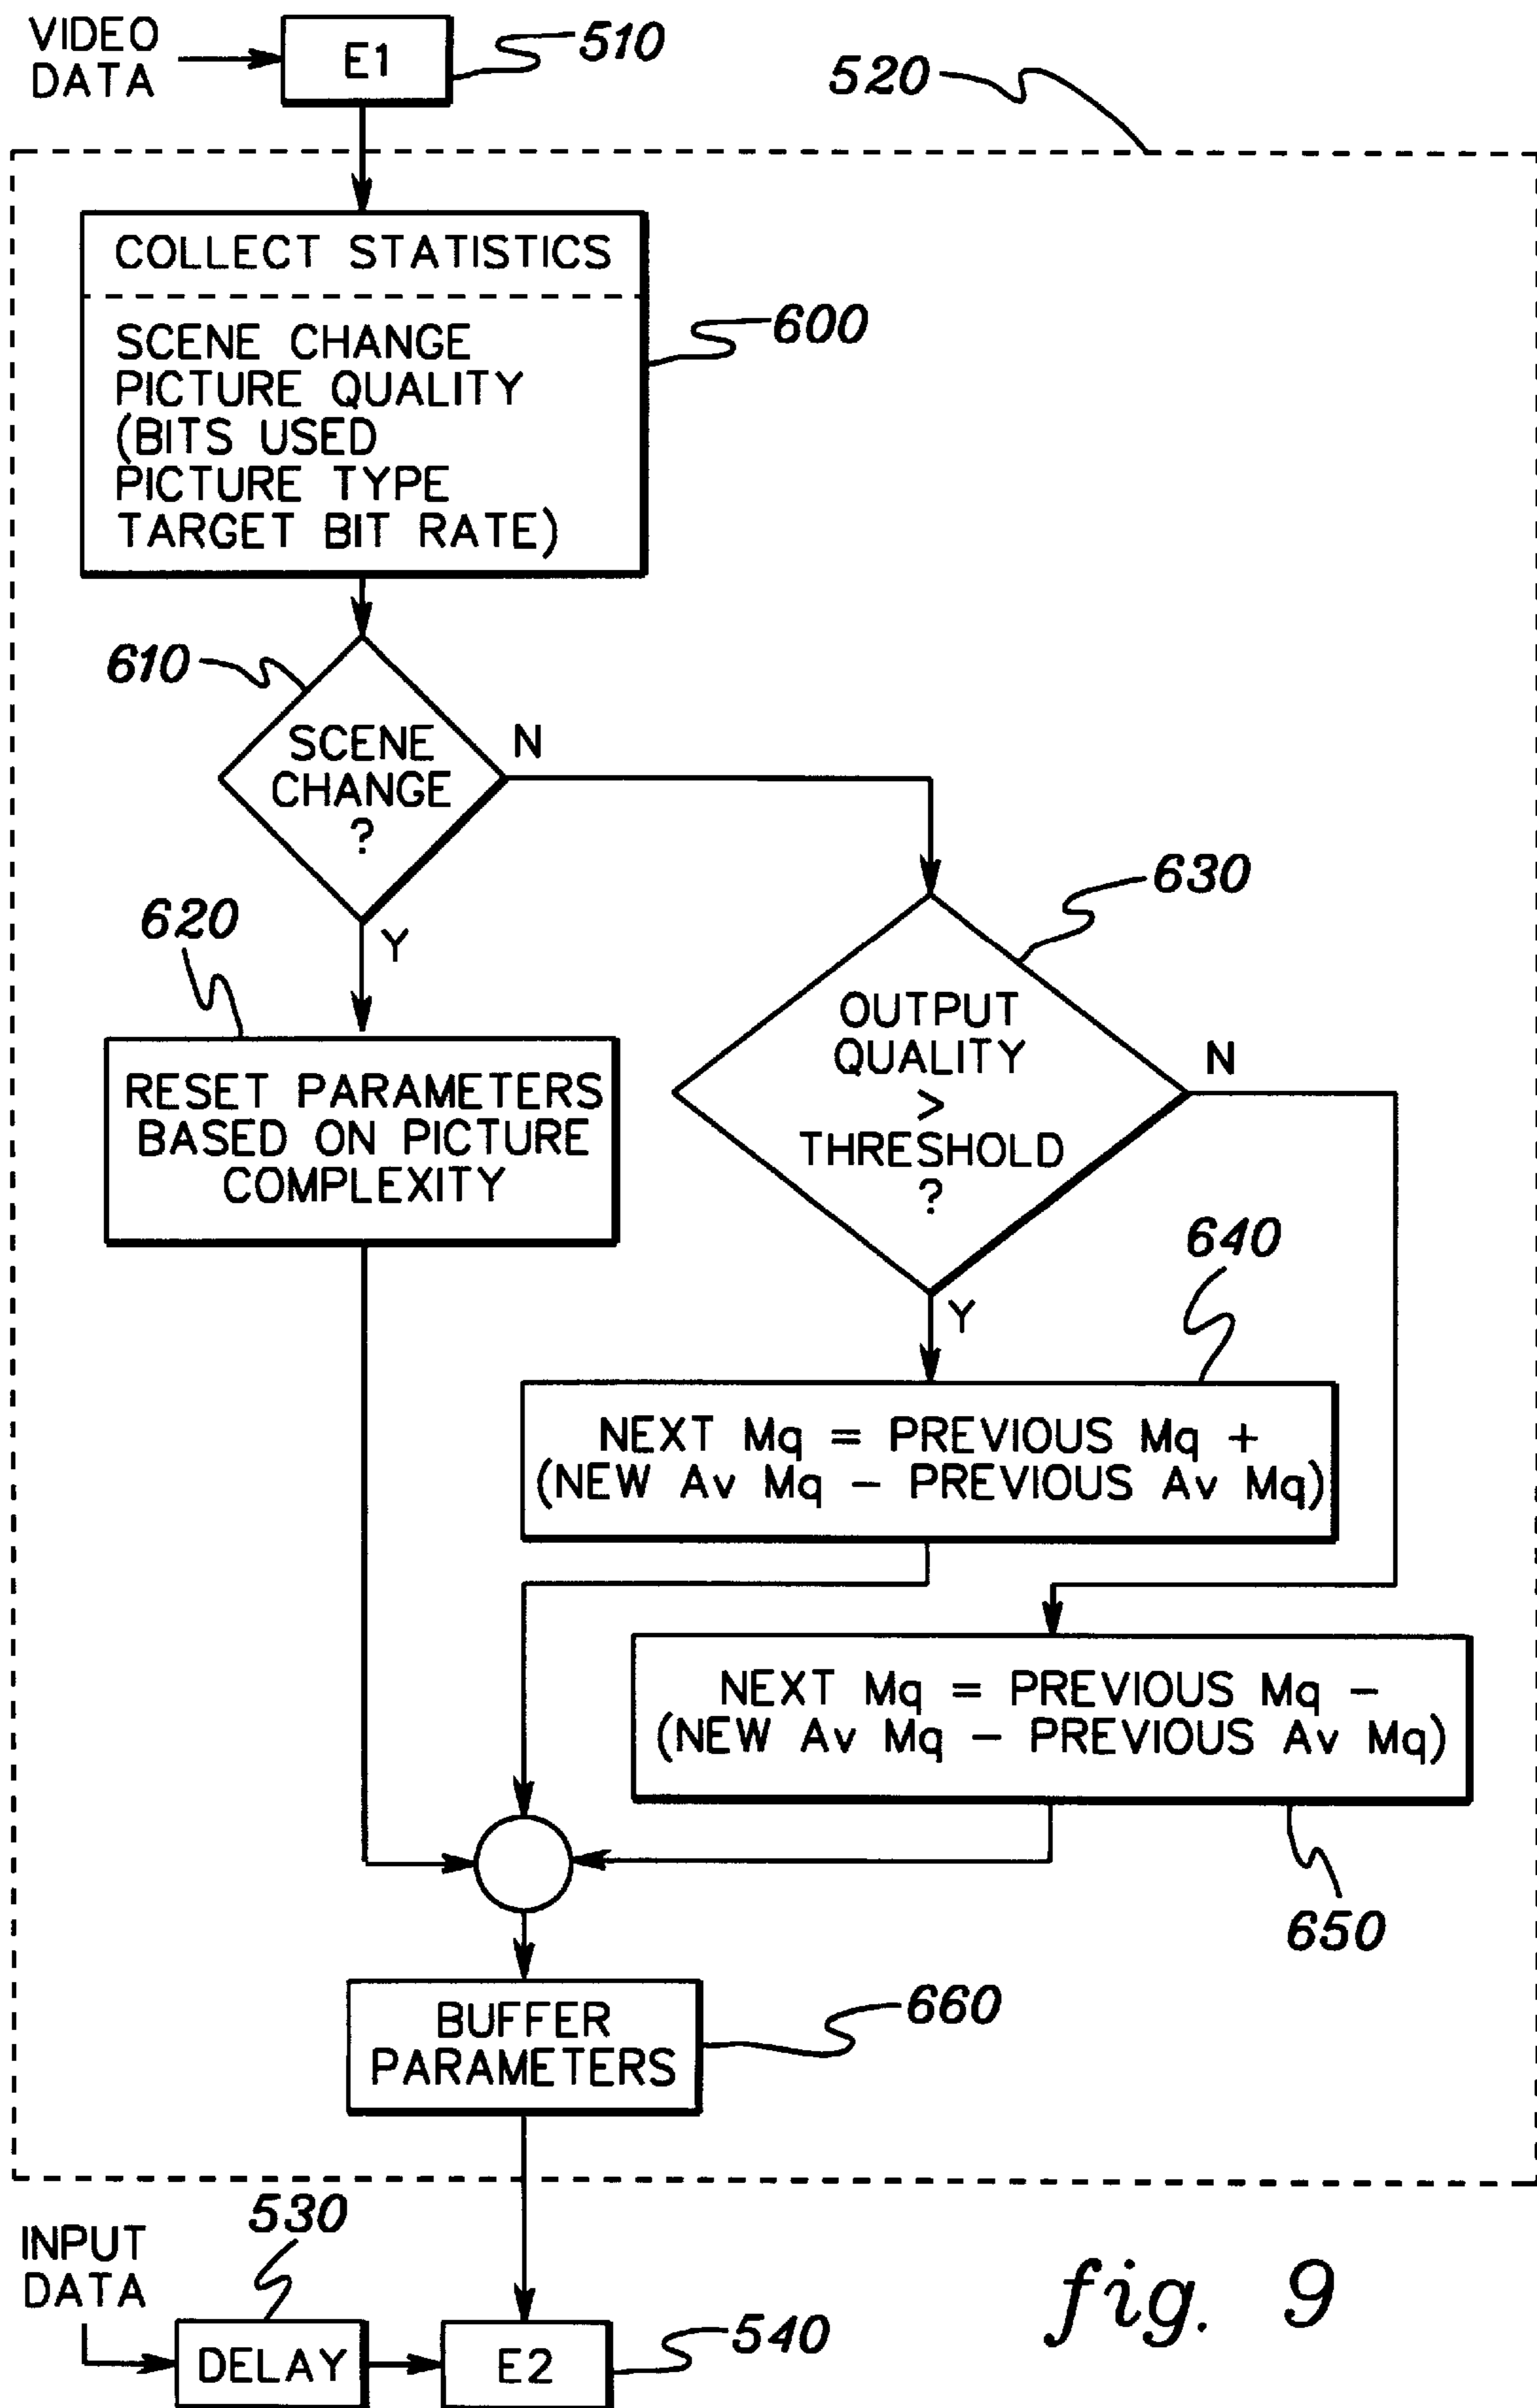 VIDEO
DATA
E1
510
520
COLLECT STATISTICS
SCENE CHANGE
PICTURE QUALITY
(BITS USED
PICTURE TYPE
TARGET BIT RATE)
600
610
SCENE
CHANGE
?
N
Y
620
RESET PARAMETERS
BASED ON PICTURE
COMPLEXITY
630
OUTPUT
QUALITY
>
THRESHOLD
?
N
Y
640
NEXT Mq = PREVIOUS Mq +
(NEW Av Mq - PREVIOUS Av Mq)
NEXT Mq = PREVIOUS Mq -
(NEW Av Mq - PREVIOUS Av Mq)
650
BUFFER
PARAMETERS
660
INPUT
DATA
530
DELAY
E2
540
fig. 9